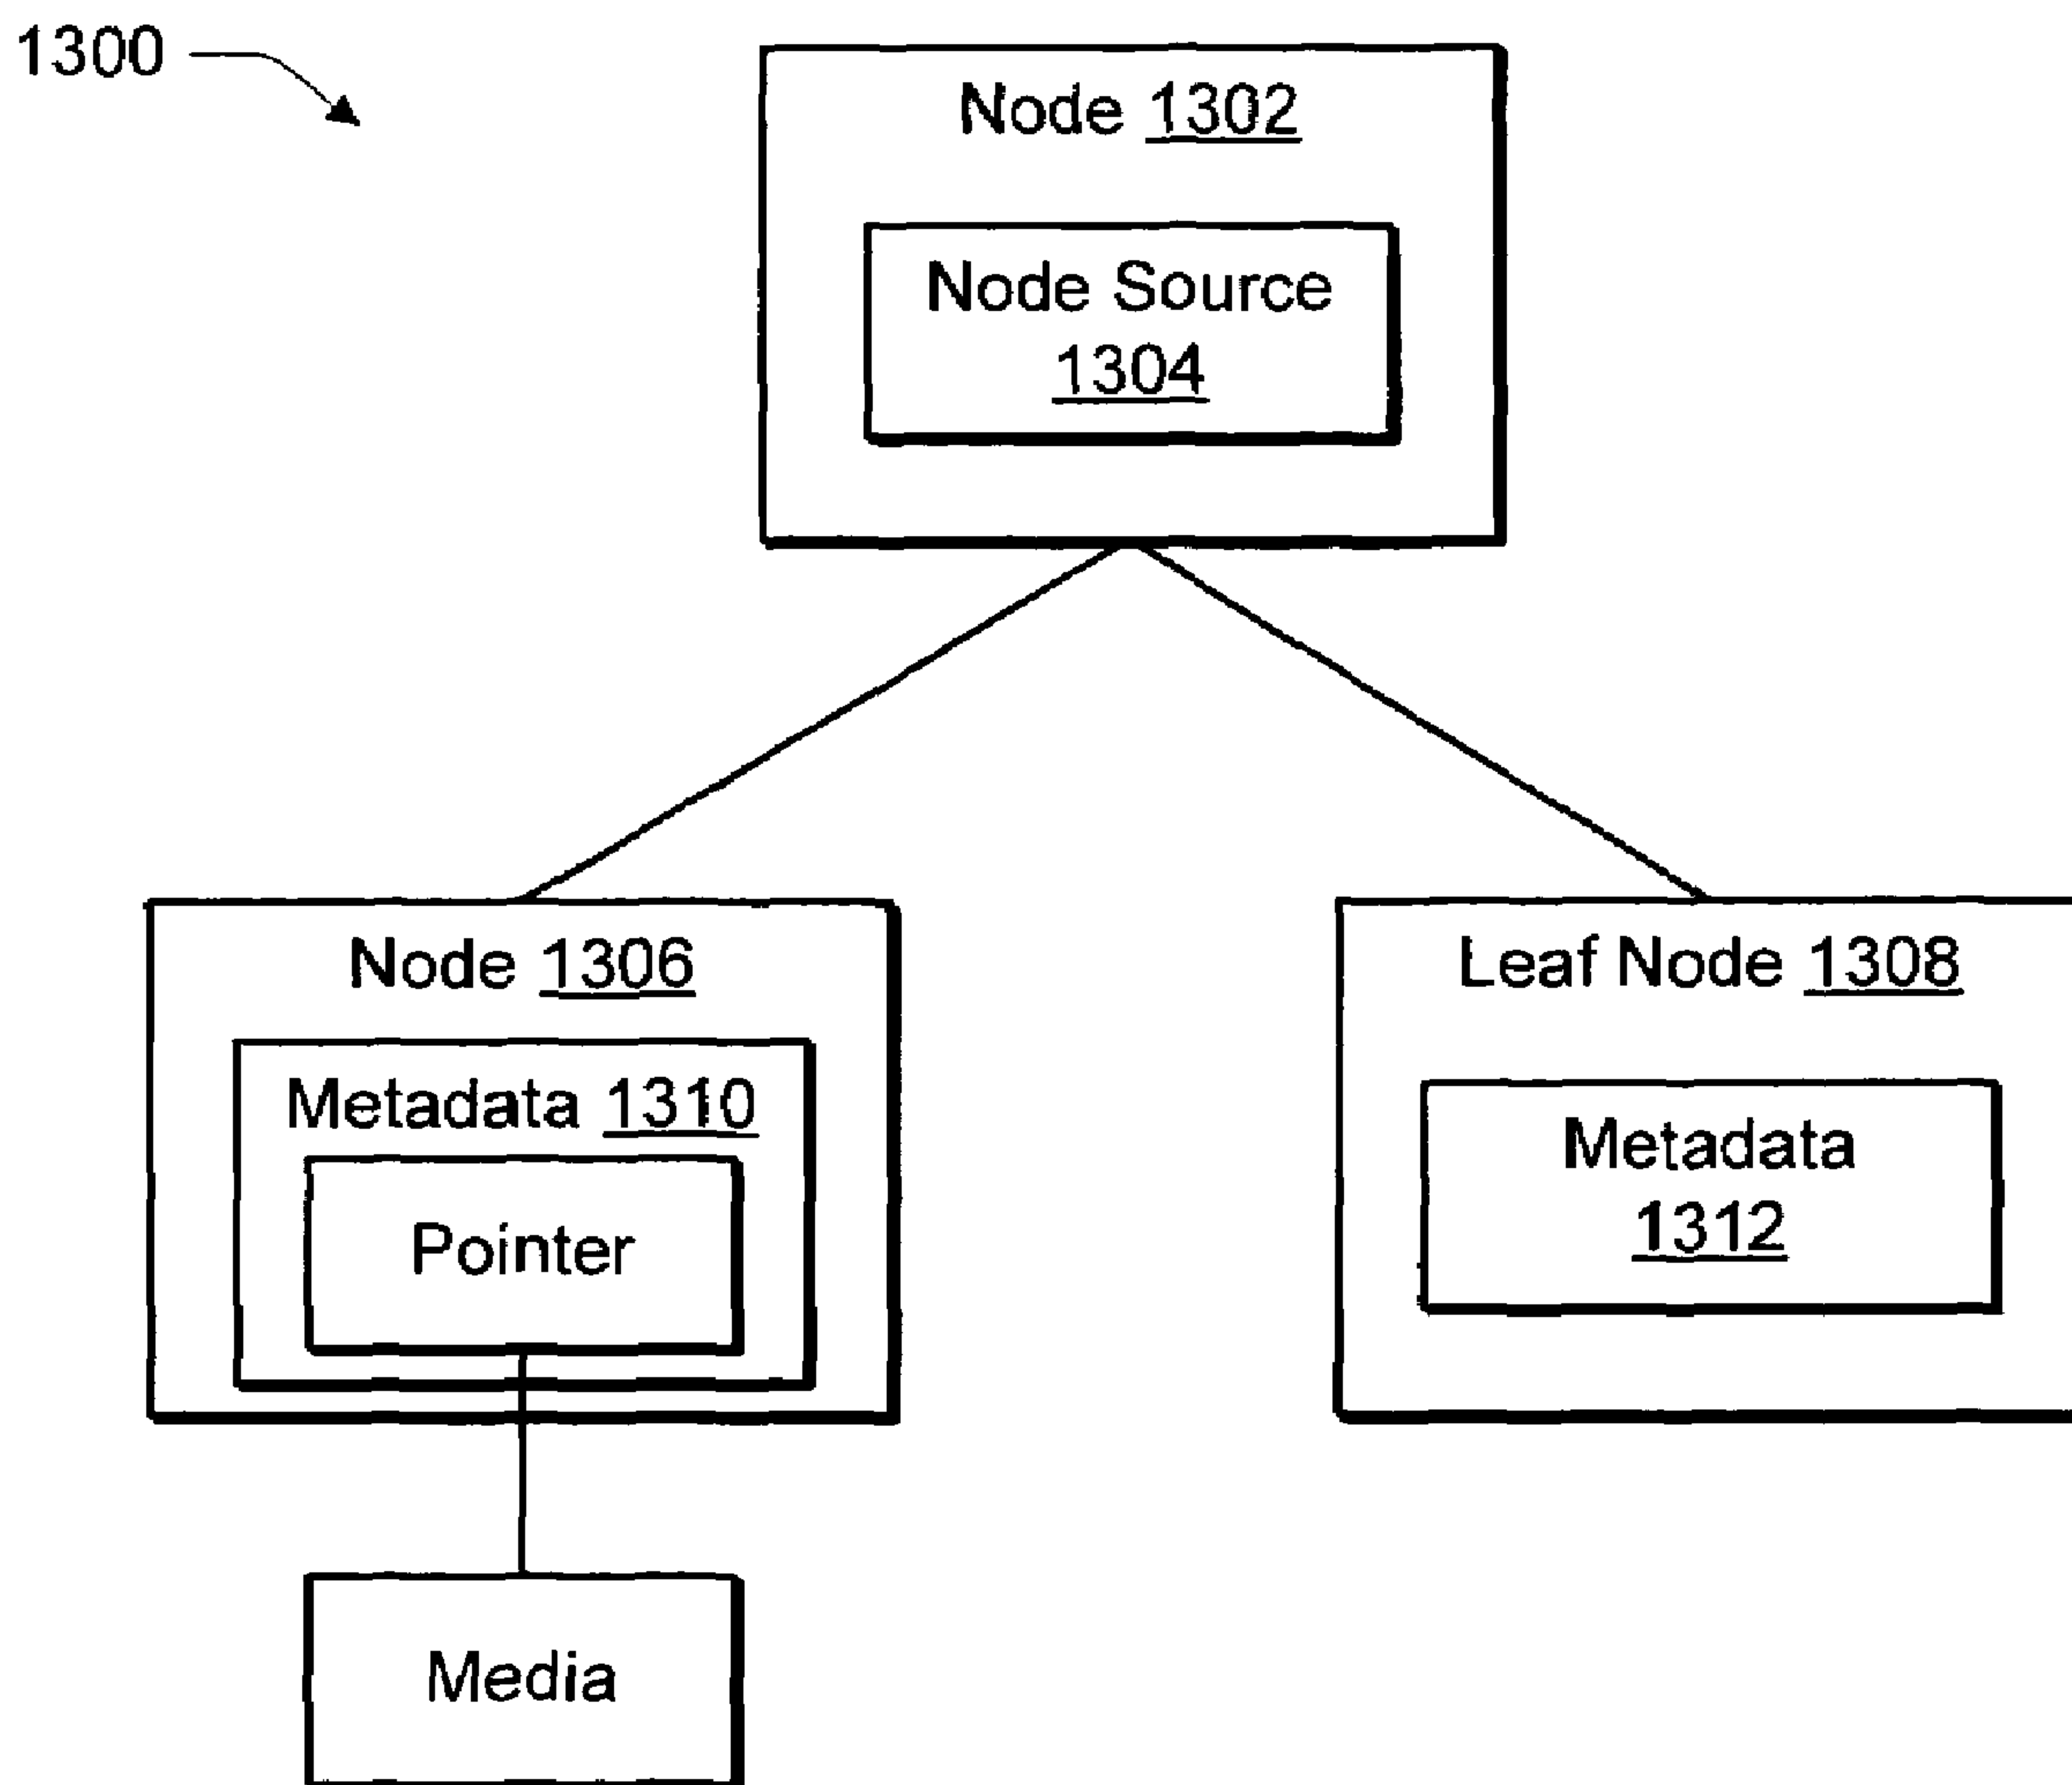 1300
Node 1302
Node Source
1304
Node 1306
Leaf Node 1308
Metadata 1310
Metadata
1312
Pointer
Media